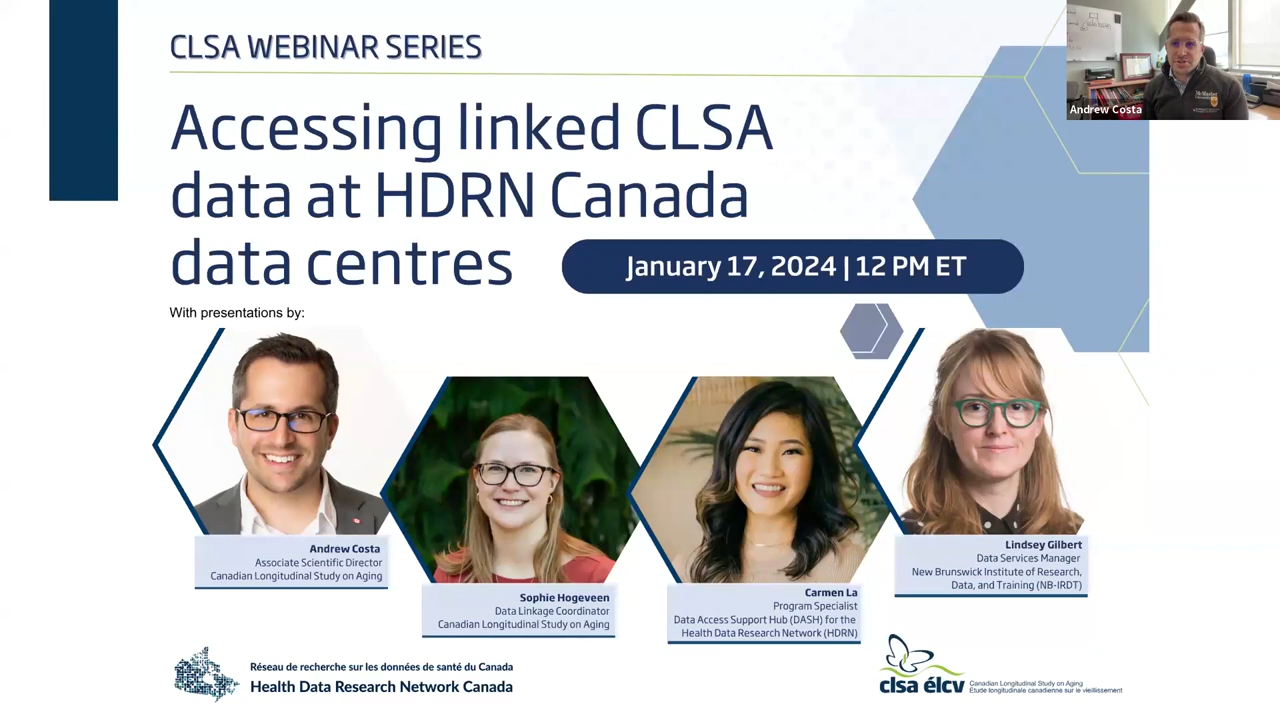 CLSA WEBINAR SERIES
Accessing linked CLSA
data at HDRN Canada
data centres
January 17, 2024 | 12 PM ET
With presentations by:
Andrew Costa
McMaster
Andrew Costa
Associate Scientific Director
Canadian Longitudinal Study on Aging
Sophie Hogeveen
Data Linkage Coordinator
Canadian Longitudinal Study on Aging
Carmen La
Program Specialist
Data Access Support Hub (DASH) for the
Health Data Research Network (HDRN)
Lindsey Gilbert
Data Services Manager
New Brunswick Institute of Research,
Data, and Training (NB-IRDT)
Réseau de recherche sur les données de santé du Canada
Health Data Research Network Canada
clsa élcv
Canadian Longitudinal Study on Aging
Étude longitudinale canadienne sur le vieillissement